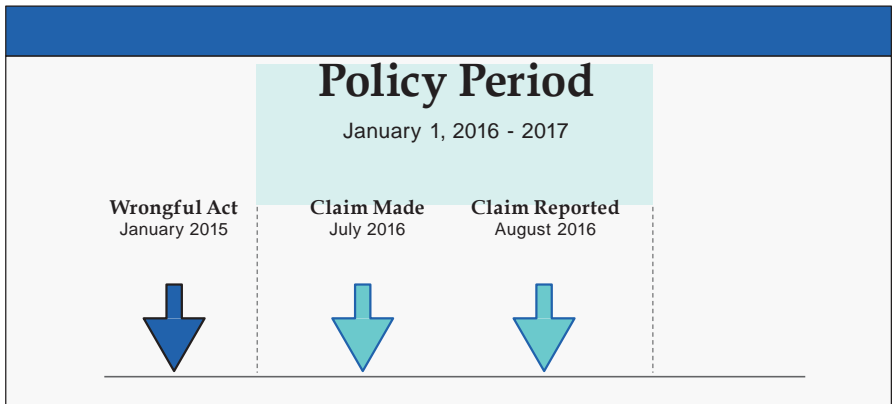 Policy Period
January 1, 2016 - 2017
Wrongful Act
January 2015
Claim Made
July 2016
Claim Reported
August 2016